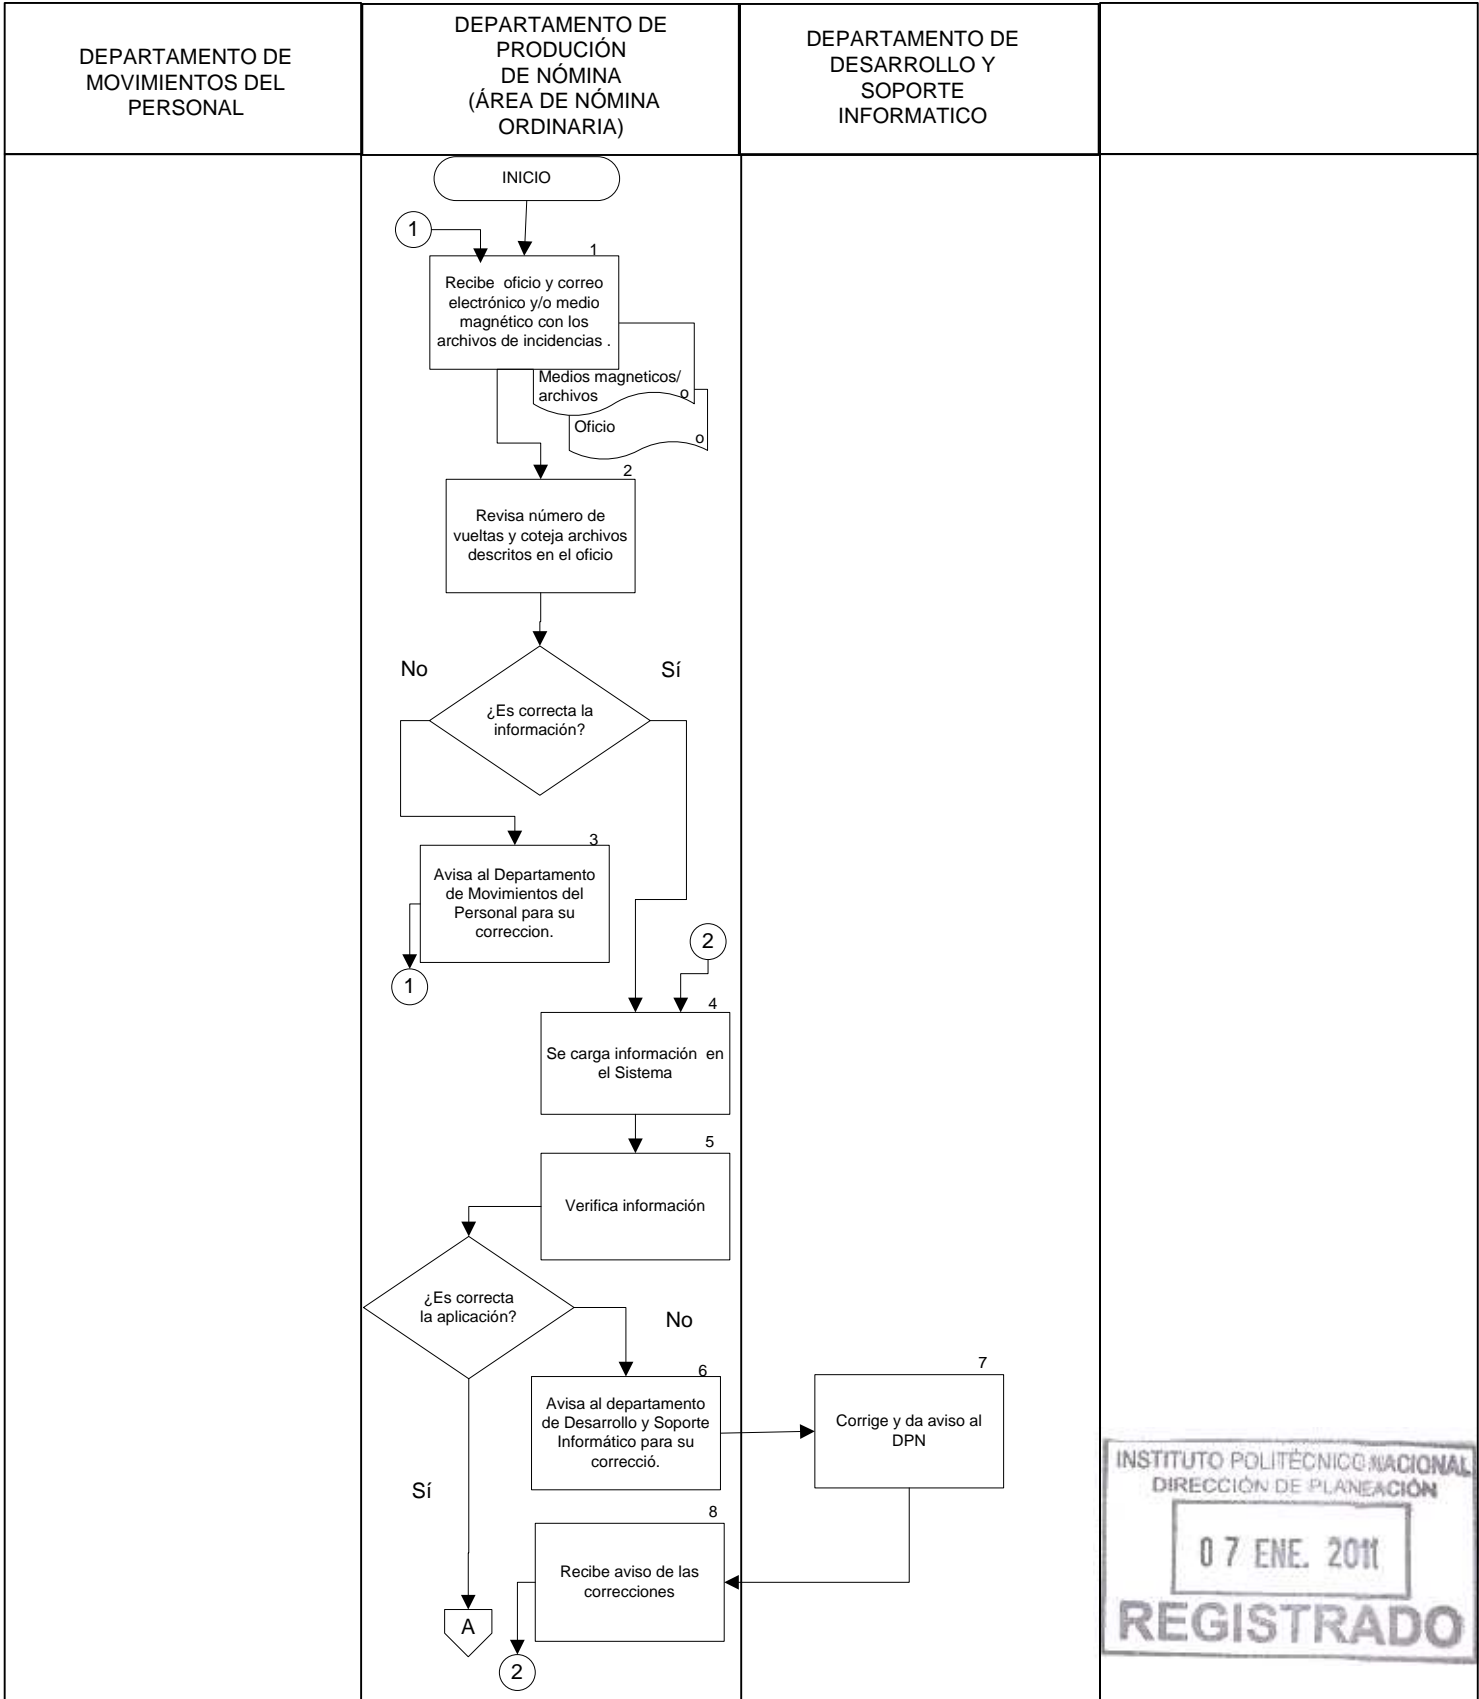 DEPARTAMENTO DE
MOVIMIENTOS DEL
PERSONAL
DEPARTAMENTO DE
PRODUCIÓN
DE NÓMINA
(ÁREA DE NÓMINA
ORDINARIA)
DEPARTAMENTO DE
DESARROLLO Y
SOPORTE
INFORMATICO
INICIO
1
1
Recibe oficio y correo
electrónico y/o medio
magnético con los
archivos de incidencias .
Medios magneticos/
archivos
o
Oficio
o
2
Revisa número de
vueltas y coteja archivos
descritos en el oficio
No
Sí
¿Es correcta la
información?
3
Avisa al Departamento
de Movimientos del
Personal para su
correccion.
1
2
4
Se carga información en
el Sistema
5
Verifica información
¿Es correcta
la aplicación?
No
6
Avisa al departamento
de Desarrollo y Soporte
Informático para su
correcció.
7
Corrige y da aviso al
DPN
Sí
8
Recibe aviso de las
correcciones
A
2
INSTITUTO POLITÉCNICO NACIONAL
DIRECCIÓN DE PLANEACIÓN
0 7 ENE. 2011
REGISTRADO